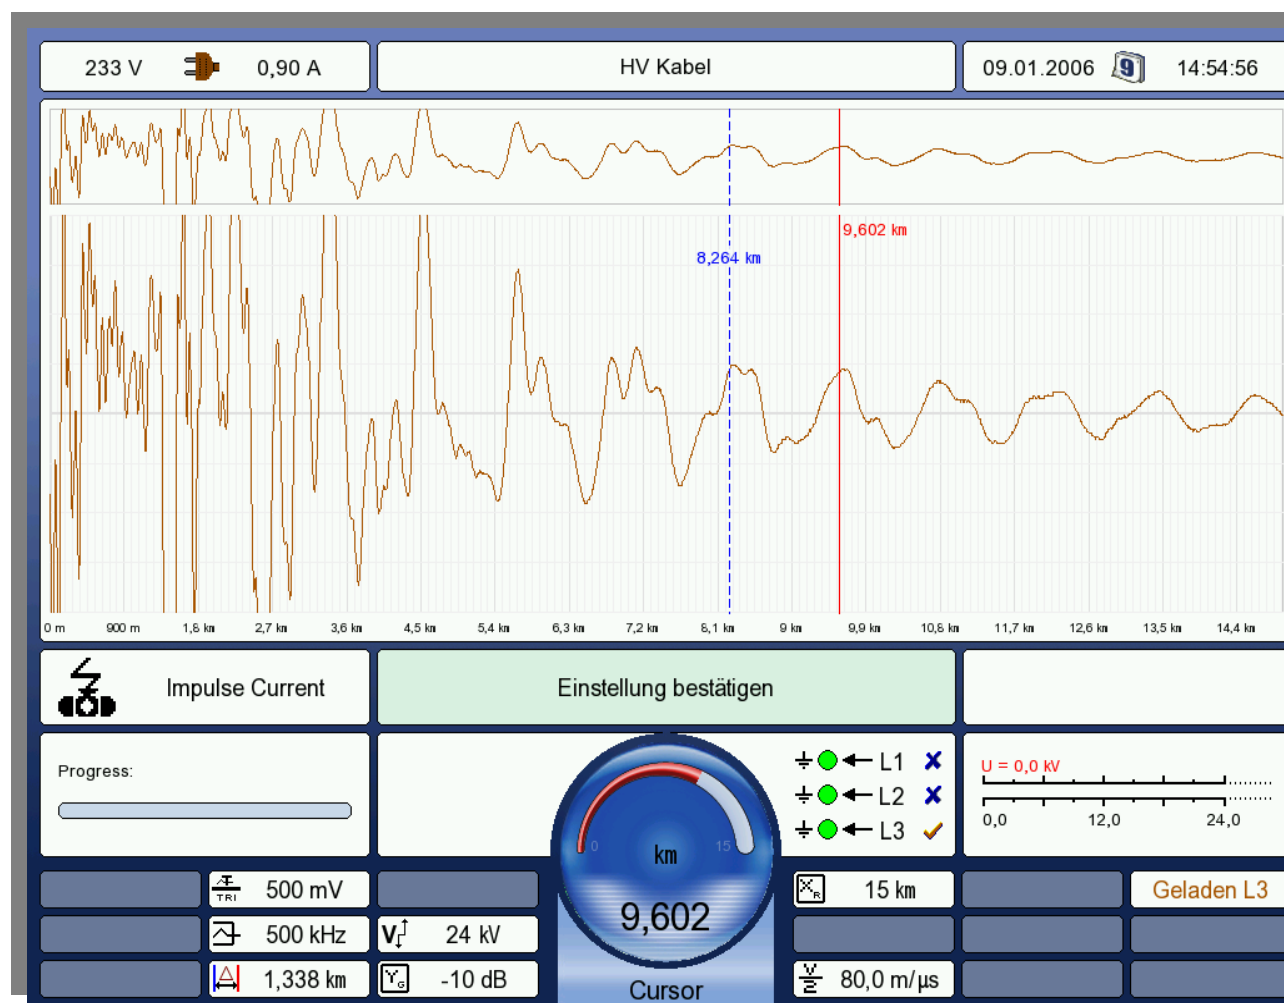 233 V 0,90 A HV Kabel 09.01.2006 9 14:54:56
9,602 km
8,264 km
0 m 900 m 1,8 km 2,7 km 3,6 km 4,5 km 5,4 km 6,3 km 7,2 km 8,1 km 9 km 9,9 km 10,8 km 11,7 km 12,6 km 13,5 km 14,4 km
Impulse Current Einstellung bestätigen
Progress:
L1
L2
L3
U = 0,0 kV
0,0 12,0 24,0
0 km 15
9,602
Cursor
TRI 500 mV XR 15 km Geladen L3
500 kHz V 24 kV
1,338 km YG -10 dB V/2 80,0 m/µs